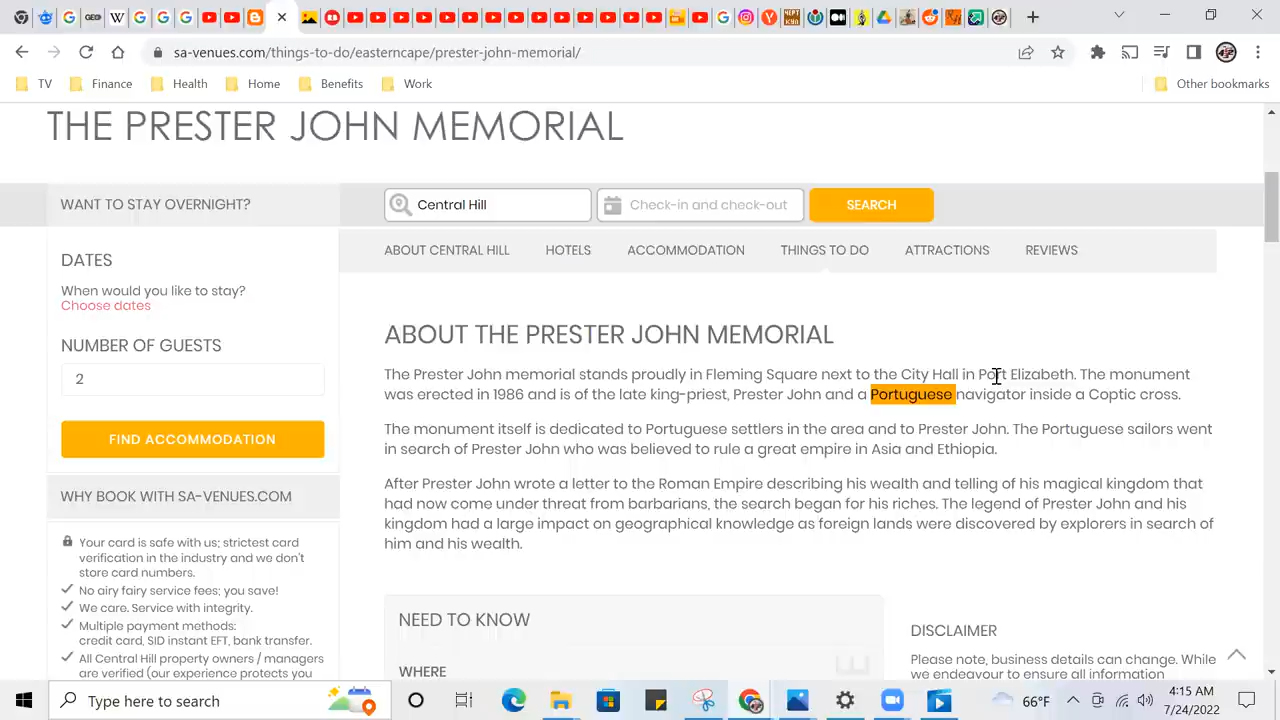 sa-venues.com/things-to-do/easterncape/prester-john-memorial/
TV Finance Health Home Benefits Work Other bookmarks
THE PRESTER JOHN MEMORIAL
WANT TO STAY OVERNIGHT?
Central Hill
Check-in and check-out
SEARCH
ABOUT CENTRAL HILL HOTELS ACCOMMODATION THINGS TO DO ATTRACTIONS REVIEWS
DATES
When would you like to stay?
Choose dates
NUMBER OF GUESTS
2
FIND ACCOMMODATION
WHY BOOK WITH SA-VENUES.COM
Your card is safe with us; strictest card
verification in the industry and we don't
store card numbers.
No airy fairy service fees; you save!
We care. Service with integrity.
Multiple payment methods:
credit card, SID instant EFT, bank transfer.
All Central Hill property owners / managers
are verified (our experience protects you
ABOUT THE PRESTER JOHN MEMORIAL
The Prester John memorial stands proudly in Fleming Square next to the City Hall in Port Elizabeth. The monument
was erected in 1986 and is of the late king-priest, Prester John and a Portuguese navigator inside a Coptic cross.
The monument itself is dedicated to Portuguese settlers in the area and to Prester John. The Portuguese sailors went
in search of Prester John who was believed to rule a great empire in Asia and Ethiopia.
After Prester John wrote a letter to the Roman Empire describing his wealth and telling of his magical kingdom that
had now come under threat from barbarians, the search began for his riches. The legend of Prester John and his
kingdom had a large impact on geographical knowledge as foreign lands were discovered by explorers in search of
him and his wealth.
NEED TO KNOW
WHERE
DISCLAIMER
Please note, business details can change. While
we endeavour to ensure all information
Type here to search
66°F
4:15 AM
7/24/2022